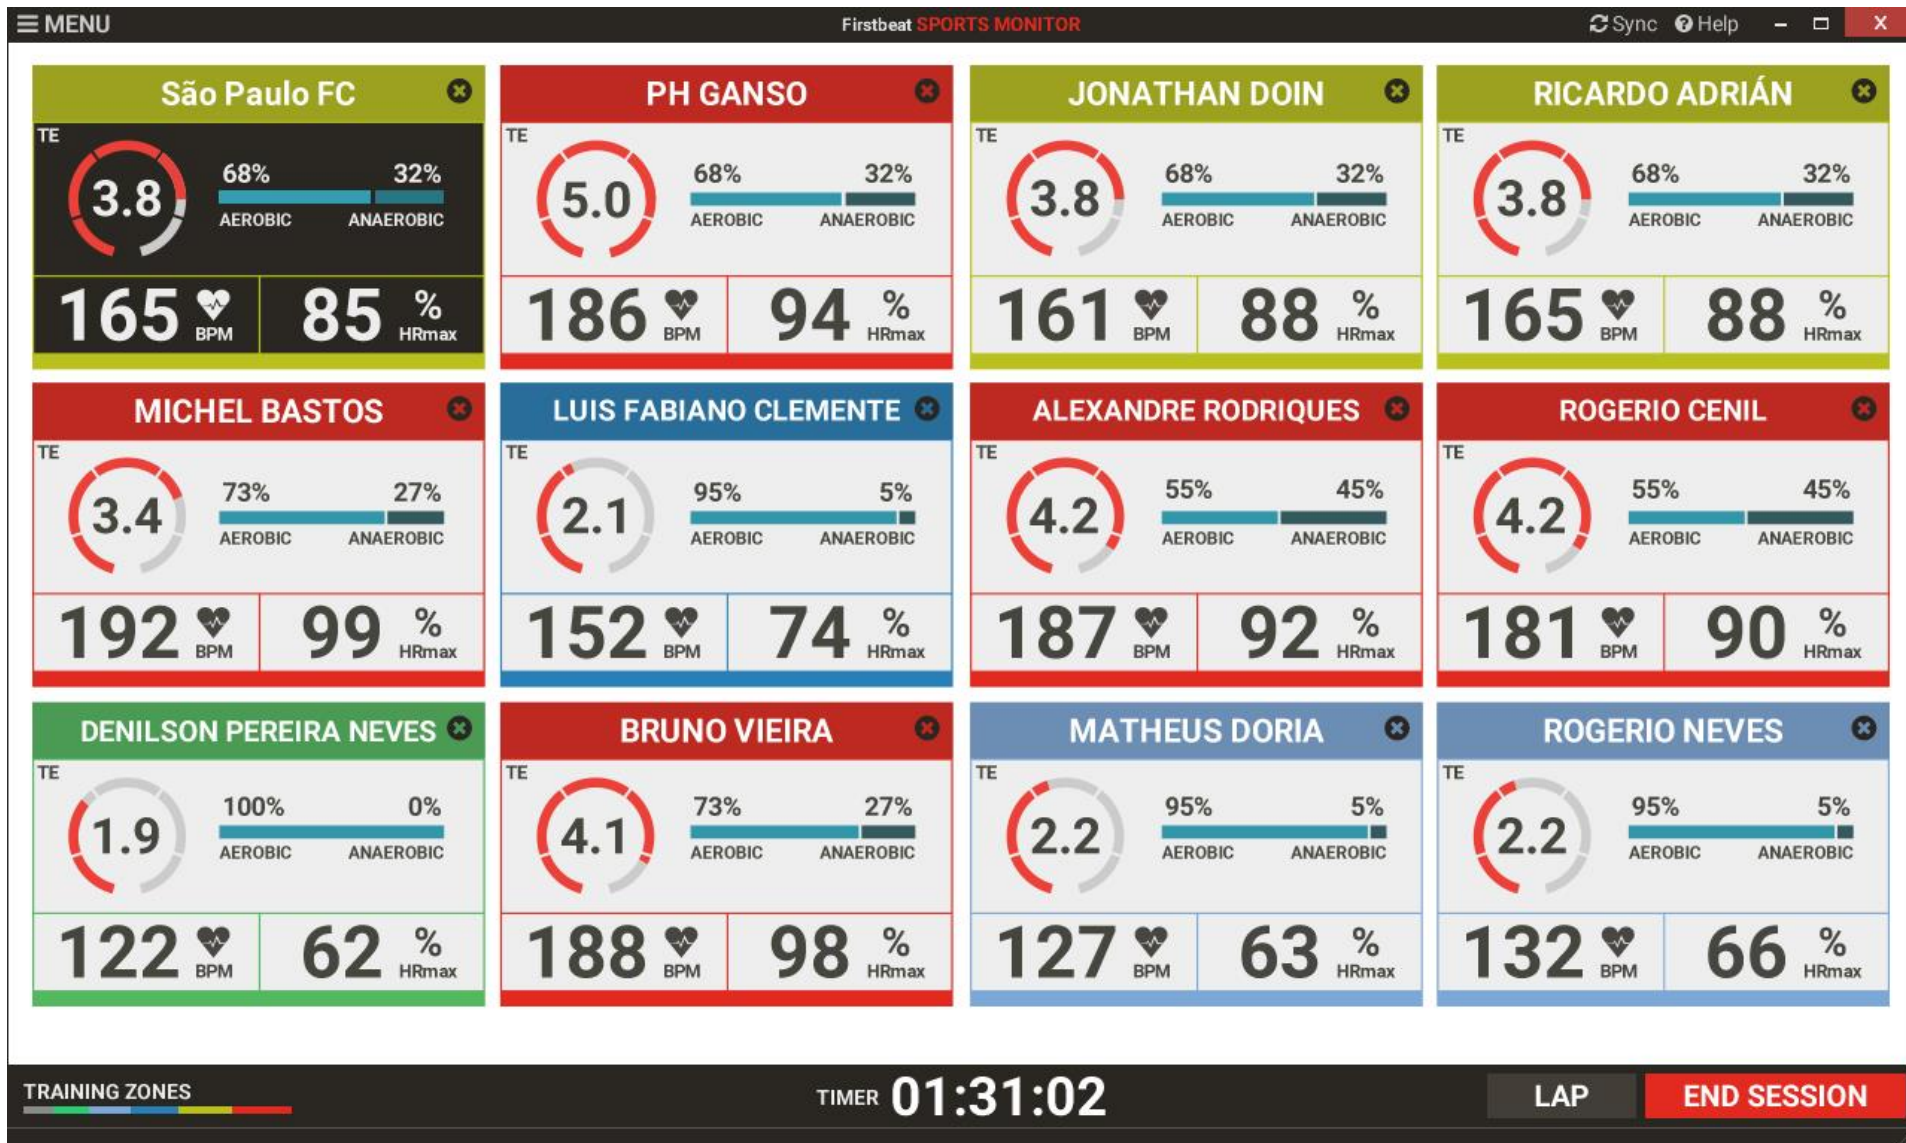 MENU
Firstbeat SPORTS MONITOR
Sync
Help
X
São Paulo FC
TE
3.8
68% 32%
AEROBIC ANAEROBIC
165 BPM
85 % HRmax
PH GANSO
TE
5.0
68% 32%
AEROBIC ANAEROBIC
186 BPM
94 % HRmax
JONATHAN DOIN
TE
3.8
68% 32%
AEROBIC ANAEROBIC
161 BPM
88 % HRmax
RICARDO ADRIÁN
TE
3.8
68% 32%
AEROBIC ANAEROBIC
165 BPM
88 % HRmax
MICHEL BASTOS
TE
3.4
73% 27%
AEROBIC ANAEROBIC
192 BPM
99 % HRmax
LUIS FABIANO CLEMENTE
TE
2.1
95% 5%
AEROBIC ANAEROBIC
152 BPM
74 % HRmax
ALEXANDRE RODRIQUES
TE
4.2
55% 45%
AEROBIC ANAEROBIC
187 BPM
92 % HRmax
ROGERIO CENIL
TE
4.2
55% 45%
AEROBIC ANAEROBIC
181 BPM
90 % HRmax
DENILSON PEREIRA NEVES
TE
1.9
100% 0%
AEROBIC ANAEROBIC
122 BPM
62 % HRmax
BRUNO VIEIRA
TE
4.1
73% 27%
AEROBIC ANAEROBIC
188 BPM
98 % HRmax
MATHEUS DORIA
TE
2.2
95% 5%
AEROBIC ANAEROBIC
127 BPM
63 % HRmax
ROGERIO NEVES
TE
2.2
95% 5%
AEROBIC ANAEROBIC
132 BPM
66 % HRmax
TRAINING ZONES
TIMER 01:31:02
LAP
END SESSION